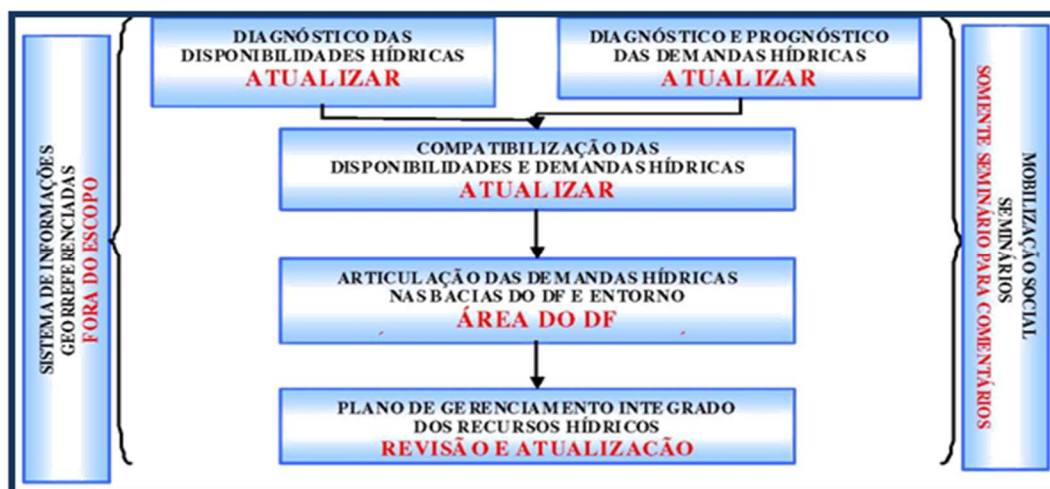 SISTEMA DE INFORMAÇÕES
GEORREFERENCIADAS
FORA DO ESCOPO
DIAGNÓSTICO DAS
DISPONIBILIDADES HÍDRICAS
ATUALIZAR
DIAGNÓSTICO E PROGNÓSTICO
DAS DEMANDAS HÍDRICAS
ATUALIZAR
COMPATIBILIZAÇÃO DAS
DISPONIBILIDADES E DEMANDAS HÍDRICAS
ATUALIZAR
ARTICULAÇÃO DAS DEMANDAS HÍDRICAS
NAS BACIAS DO DF E ENTORNO
ÁREA DO DF
PLANO DE GERENCIAMENTO INTEGRADO
DOS RECURSOS HÍDRICOS
REVISÃO E ATUALIZAÇÃO
MOBILIZAÇÃO SOCIAL
SEMINÁRIOS
SOMENTE SEMINÁRIO PARA COMENTÁRIOS